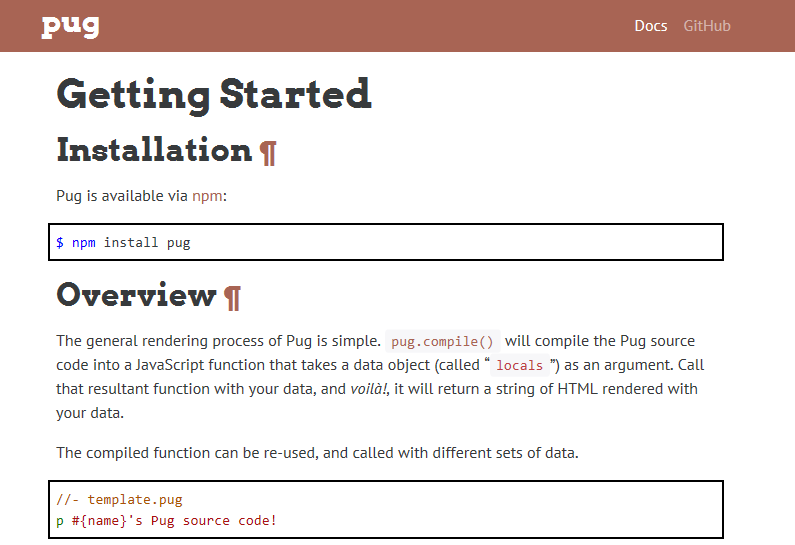 pug
Docs GitHub
Getting Started
Installation ¶
Pug is available via npm:
$ npm install pug
Overview ¶
The general rendering process of Pug is simple. pug.compile() will compile the Pug source
code into a JavaScript function that takes a data object (called “ locals ”) as an argument. Call
that resultant function with your data, and voilà!, it will return a string of HTML rendered with
your data.
The compiled function can be re-used, and called with different sets of data.
//- template.pug
p #{name}'s Pug source code!